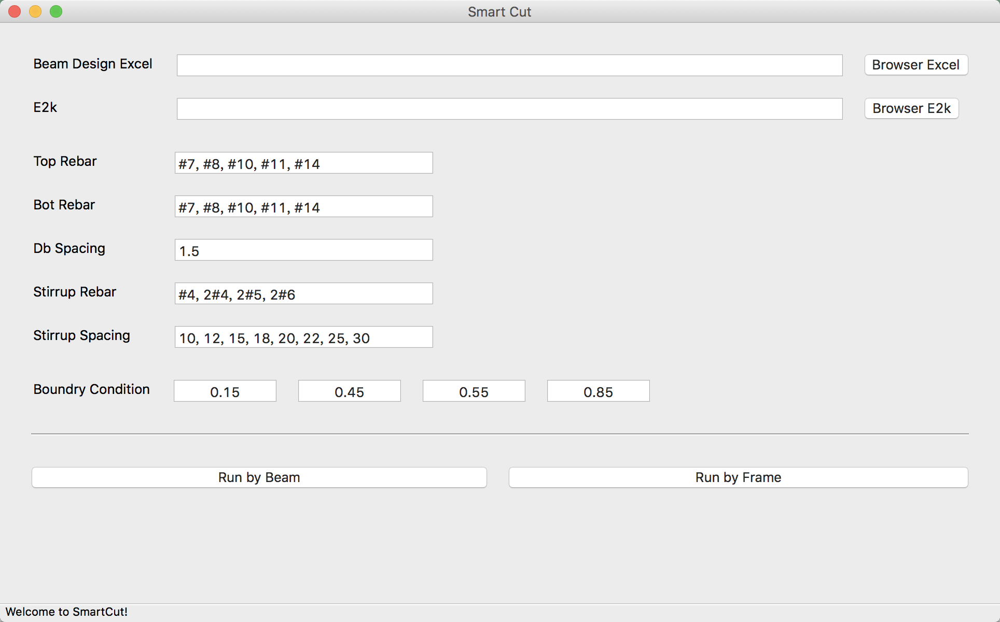 Smart Cut
Beam Design Excel Browser Excel
E2k Browser E2k
Top Rebar #7, #8, #10, #11, #14
Bot Rebar #7, #8, #10, #11, #14
Db Spacing 1.5
Stirrup Rebar #4, 2#4, 2#5, 2#6
Stirrup Spacing 10, 12, 15, 18, 20, 22, 25, 30
Boundry Condition 0.15 0.45 0.55 0.85
Run by Beam Run by Frame
Welcome to SmartCut!